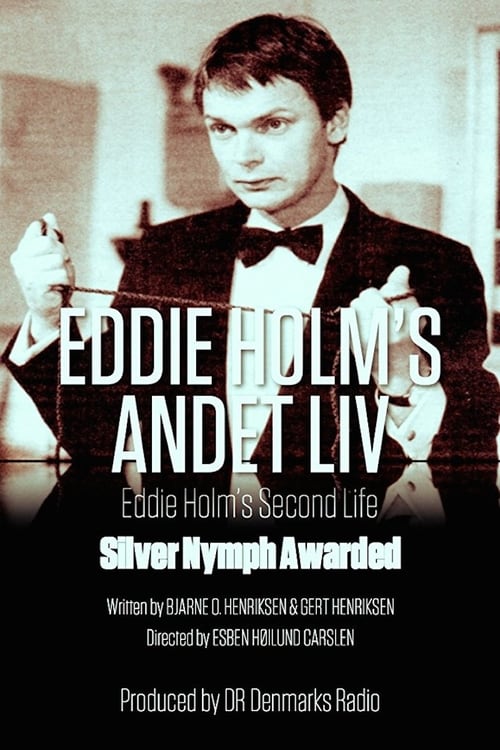 EDDIE HOLM'S
ANDET LIV
Eddie Holm's Second Life
Silver Nymph Awarded
Written by BJARNE O. HENRIKSEN & GERT HENRIKSEN
Directed by ESBEN HØILUND CARSLEN
Produced by DR Denmarks Radio